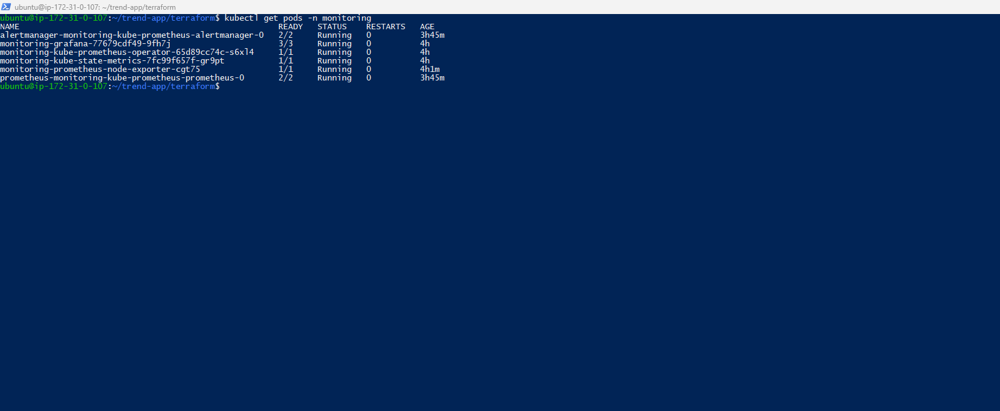 ubuntu@ip-172-31-0-107: ~/trend-app/terraform
ubuntu@ip-172-31-0-107:~/trend-app/terraform$ kubectl get pods -n monitoring
NAME READY STATUS RESTARTS AGE
alertmanager-monitoring-kube-prometheus-alertmanager-0 2/2 Running 0 3h45m
monitoring-grafana-77679cdf49-9fh7j 3/3 Running 0 4h
monitoring-kube-prometheus-operator-65d89cc74c-s6xl4 1/1 Running 0 4h
monitoring-kube-state-metrics-7fc99f657f-gr9pt 1/1 Running 0 4h
monitoring-prometheus-node-exporter-cgt75 1/1 Running 0 4h1m
prometheus-monitoring-kube-prometheus-prometheus-0 2/2 Running 0 3h45m
ubuntu@ip-172-31-0-107:~/trend-app/terraform$